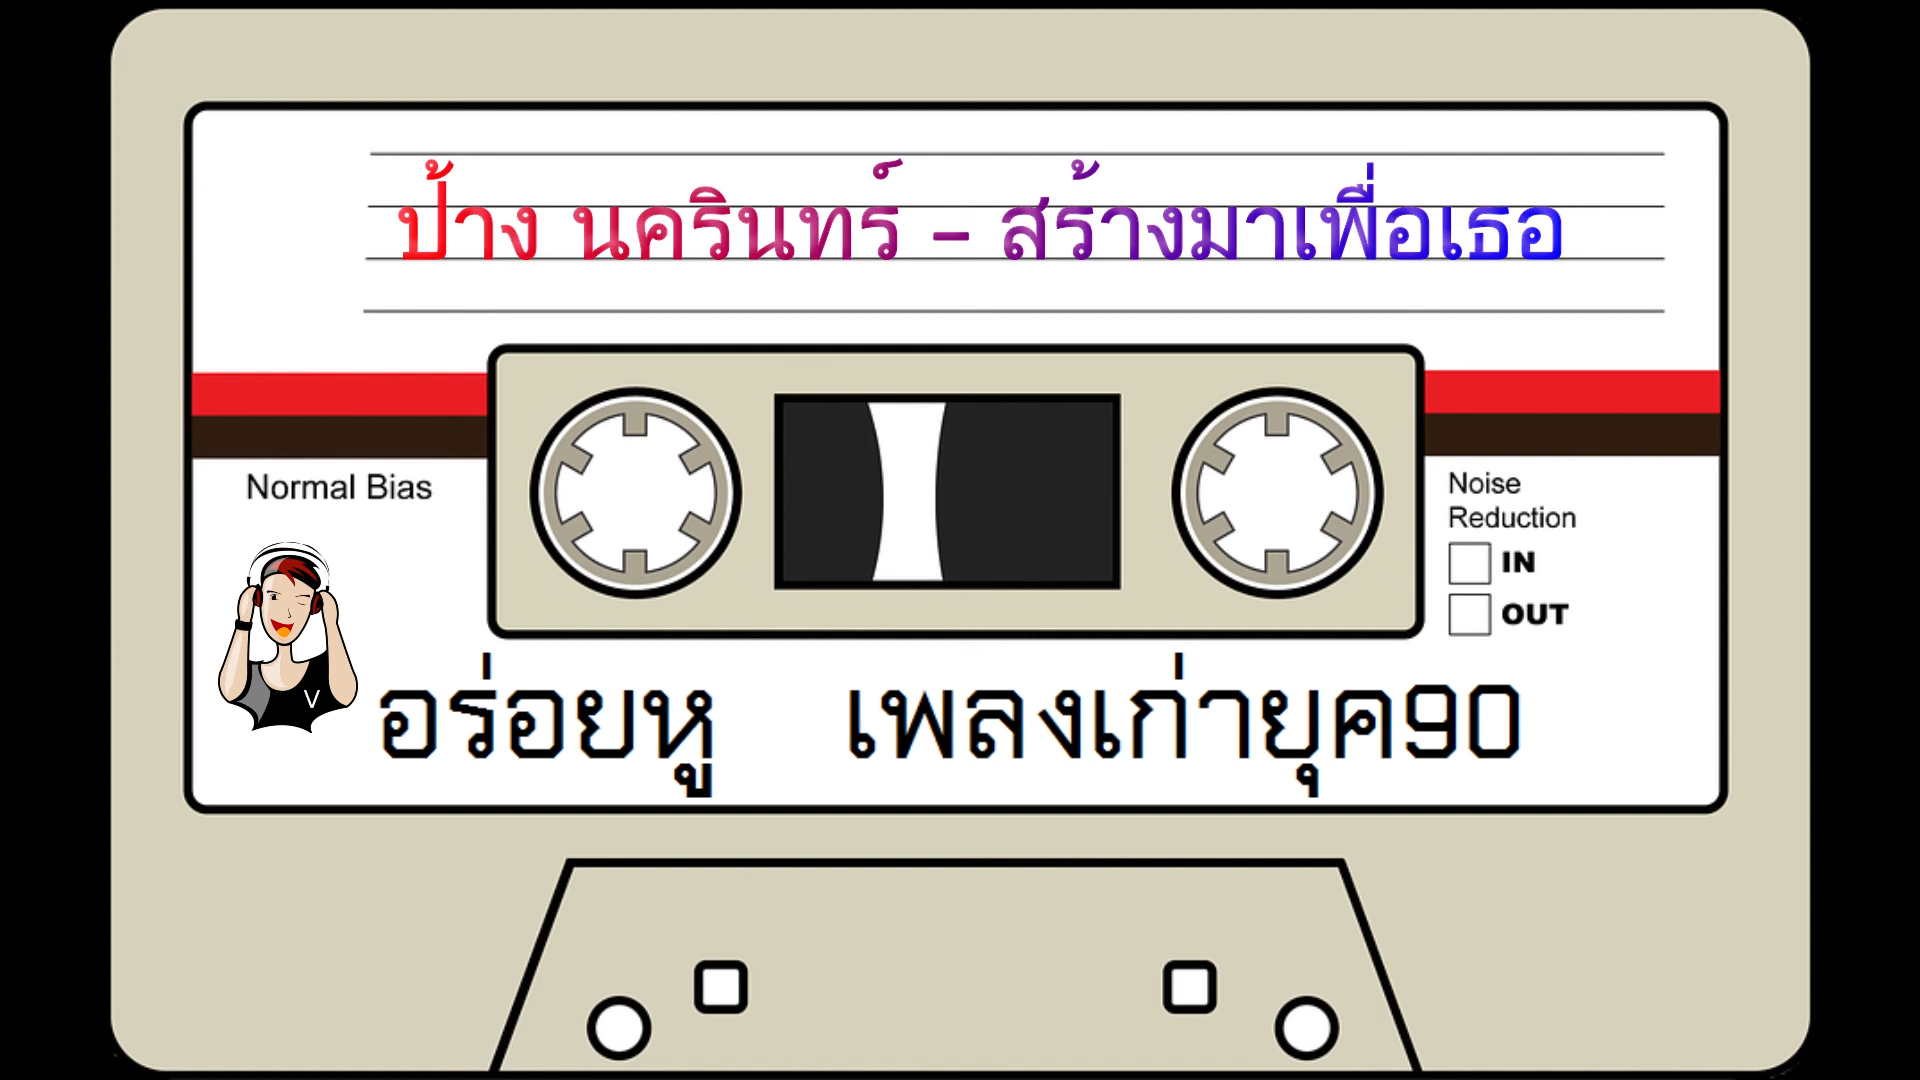 ป้าง นครินทร์ - สร้างมาเพื่อเธอ
Normal Bias
Noise
Reduction
IN
OUT
V
อร่อยหู เพลงเก่ายุค90